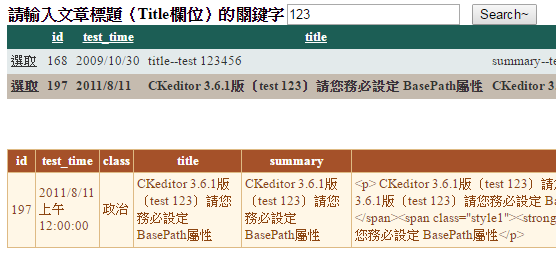 請輸入文章標題（Title欄位）的關鍵字 123 Search~
id test_time title
選取 168 2009/10/30 title--test 123456 summary--te
選取 197 2011/8/11 CKeditor 3.6.1版〔test 123〕請您務必設定 BasePath屬性 CKeditor 3.6.
id test_time class title summary
197 2011/8/11 上午 12:00:00 政治 CKeditor 3.6.1版〔test 123〕請您務必設定 BasePath屬性 CKeditor 3.6.1版〔test 123〕請您務必設定 BasePath屬性 <p> CKeditor 3.6.1版〔test 123〕請您
3.6.1版〔test 123〕請您務必設定 Ba
</span><span class="style1"><strong
您務必設定 BasePath屬性</p>